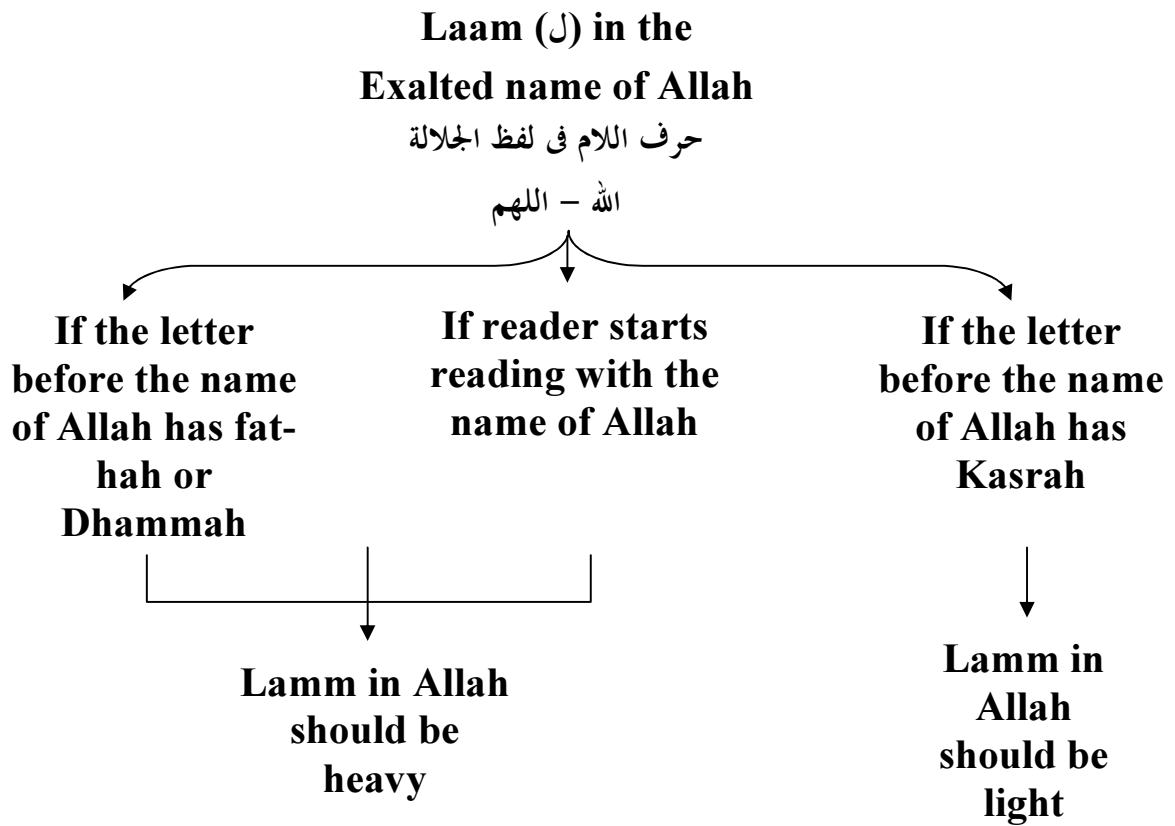 Laam (ل) in the
Exalted name of Allah
حرف اللام فى لفظ الجلالة
الله – اللهم
If the letter
before the name
of Allah has fat-
hah or
Dhammah
If reader starts
reading with the
name of Allah
If the letter
before the name
of Allah has
Kasrah
Lamm in Allah
should be
heavy
Lamm in
Allah
should be
light